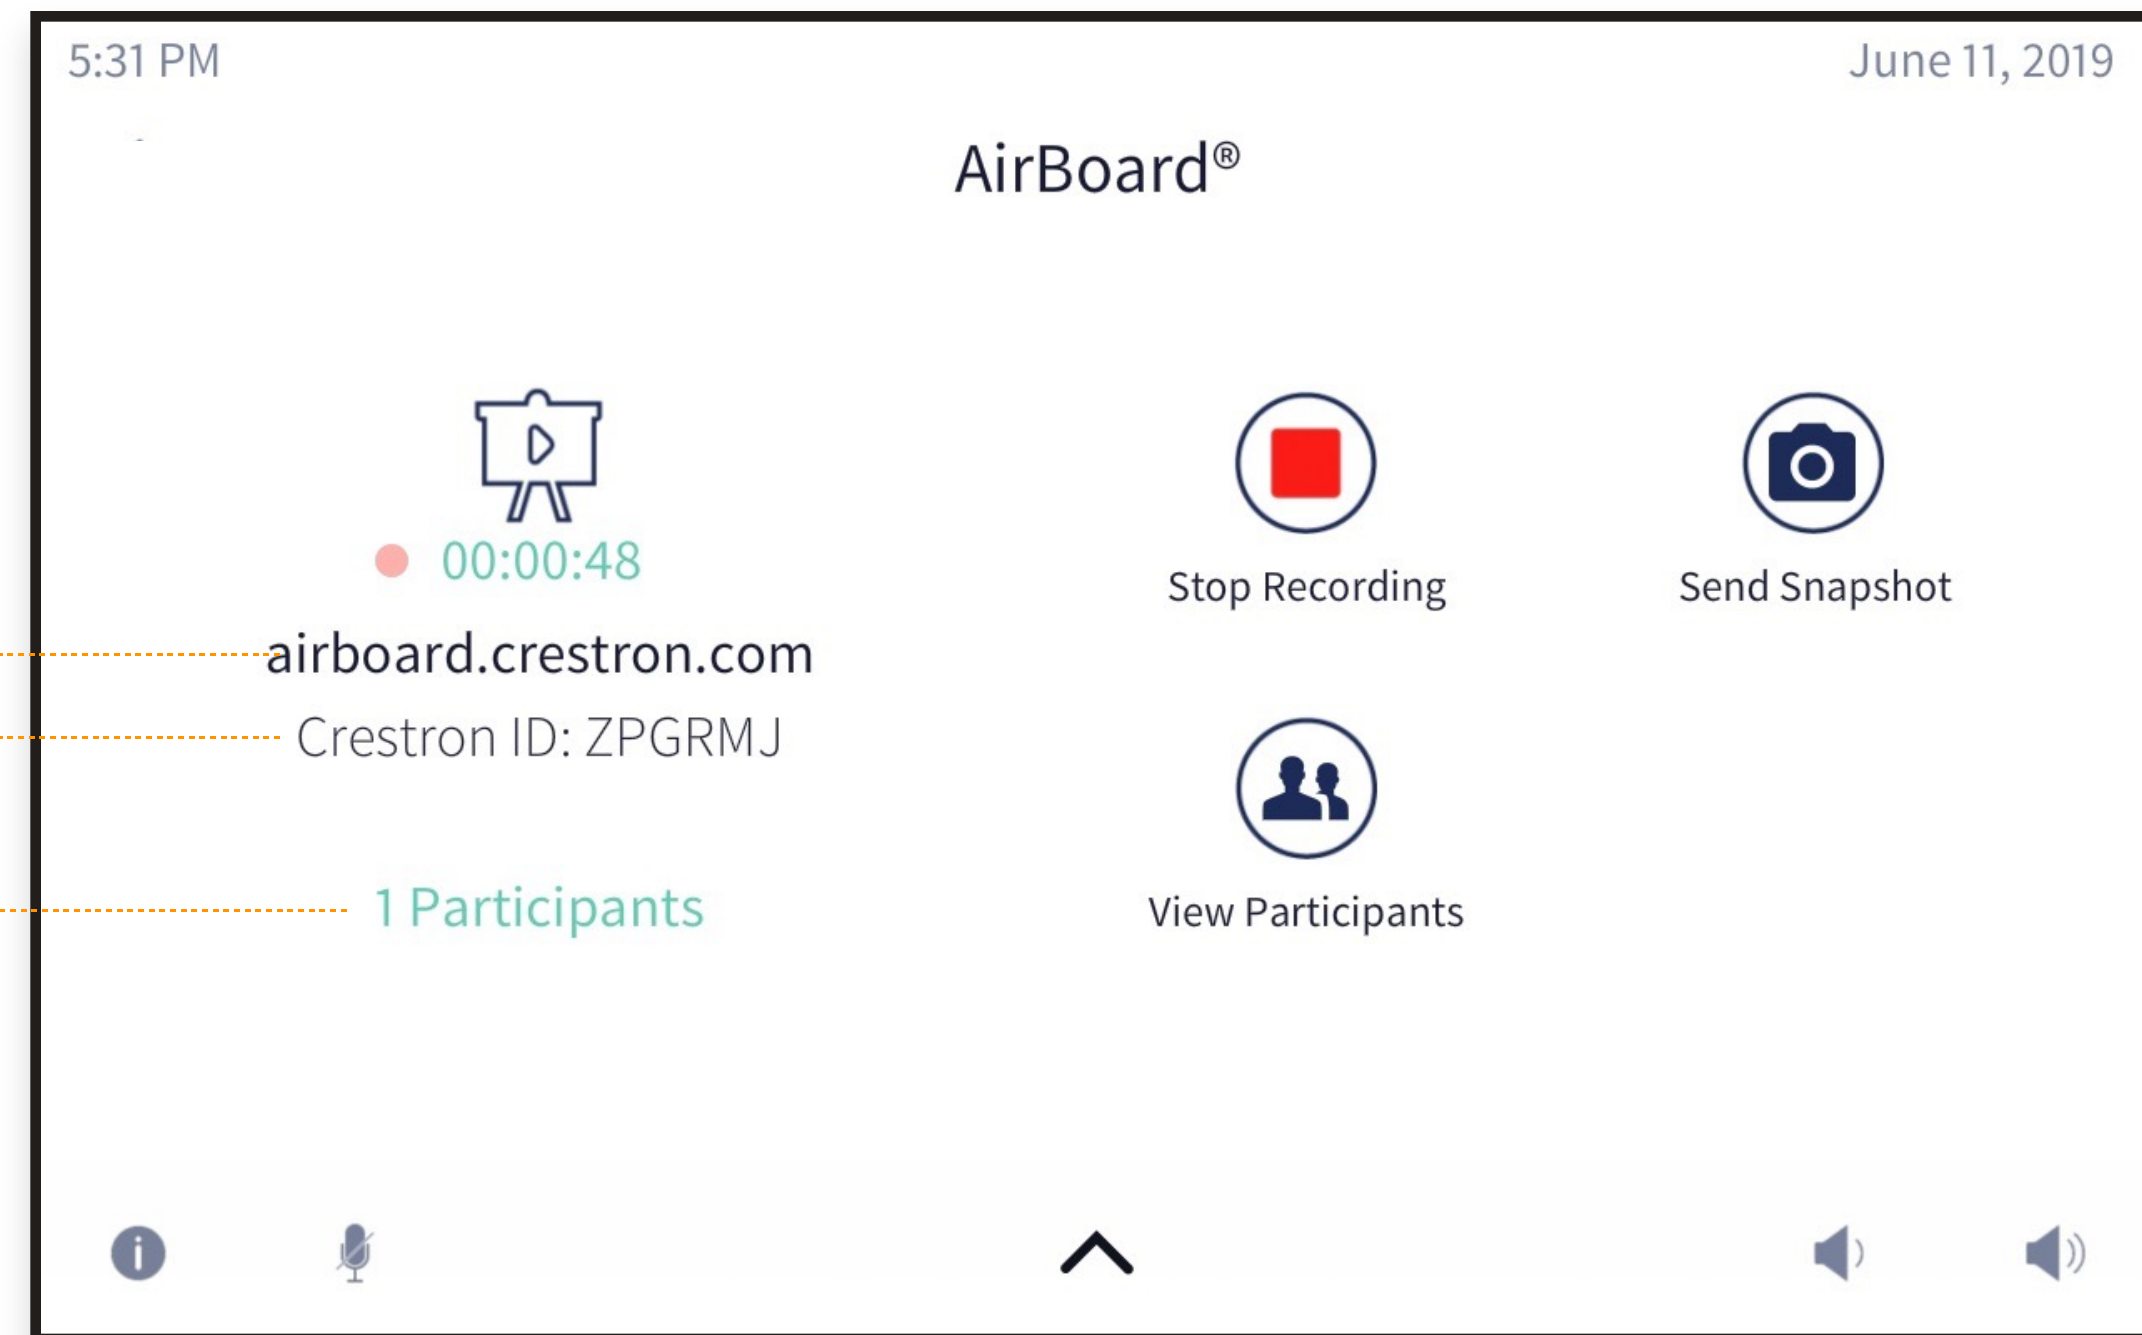 5:31 PM
June 11, 2019
AirBoard®
00:00:48
airboard.crestron.com
Crestron ID: ZPGRMJ
1 Participants
Stop Recording
Send Snapshot
View Participants